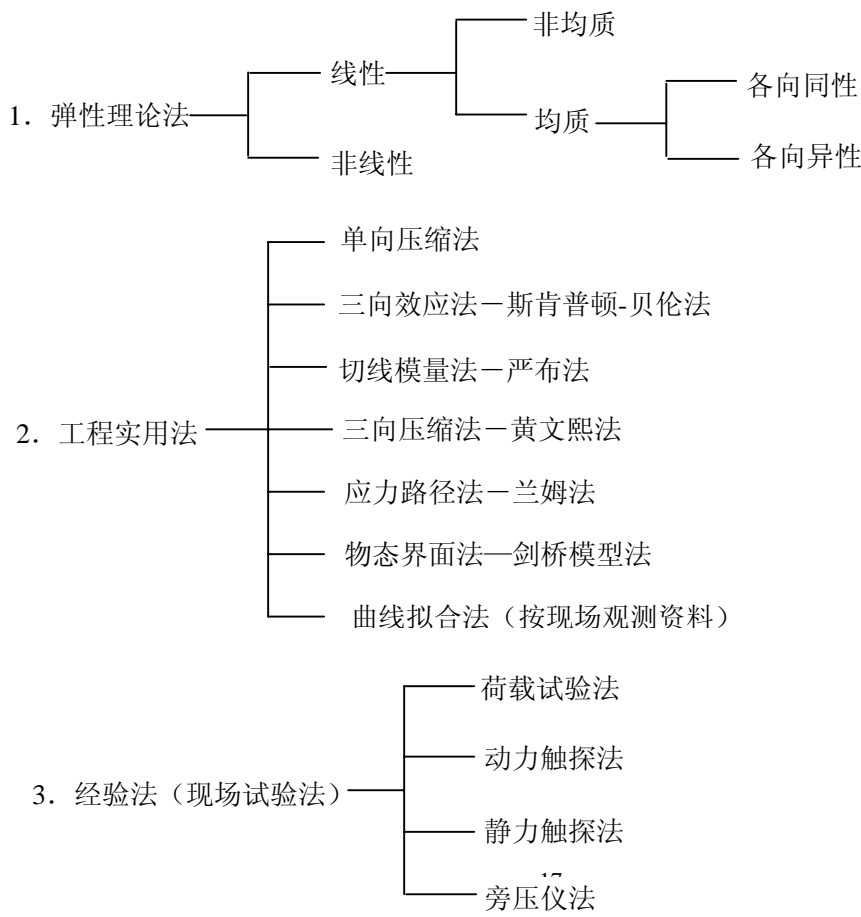 非均质
线性
各向同性
1．弹性理论法
均质
非线性
各向异性
单向压缩法
三向效应法－斯肯普顿-贝伦法
切线模量法－严布法
2．工程实用法
三向压缩法－黄文熙法
应力路径法－兰姆法
物态界面法—剑桥模型法
曲线拟合法（按现场观测资料）
荷载试验法
动力触探法
3．经验法（现场试验法）
静力触探法
旁压仪法